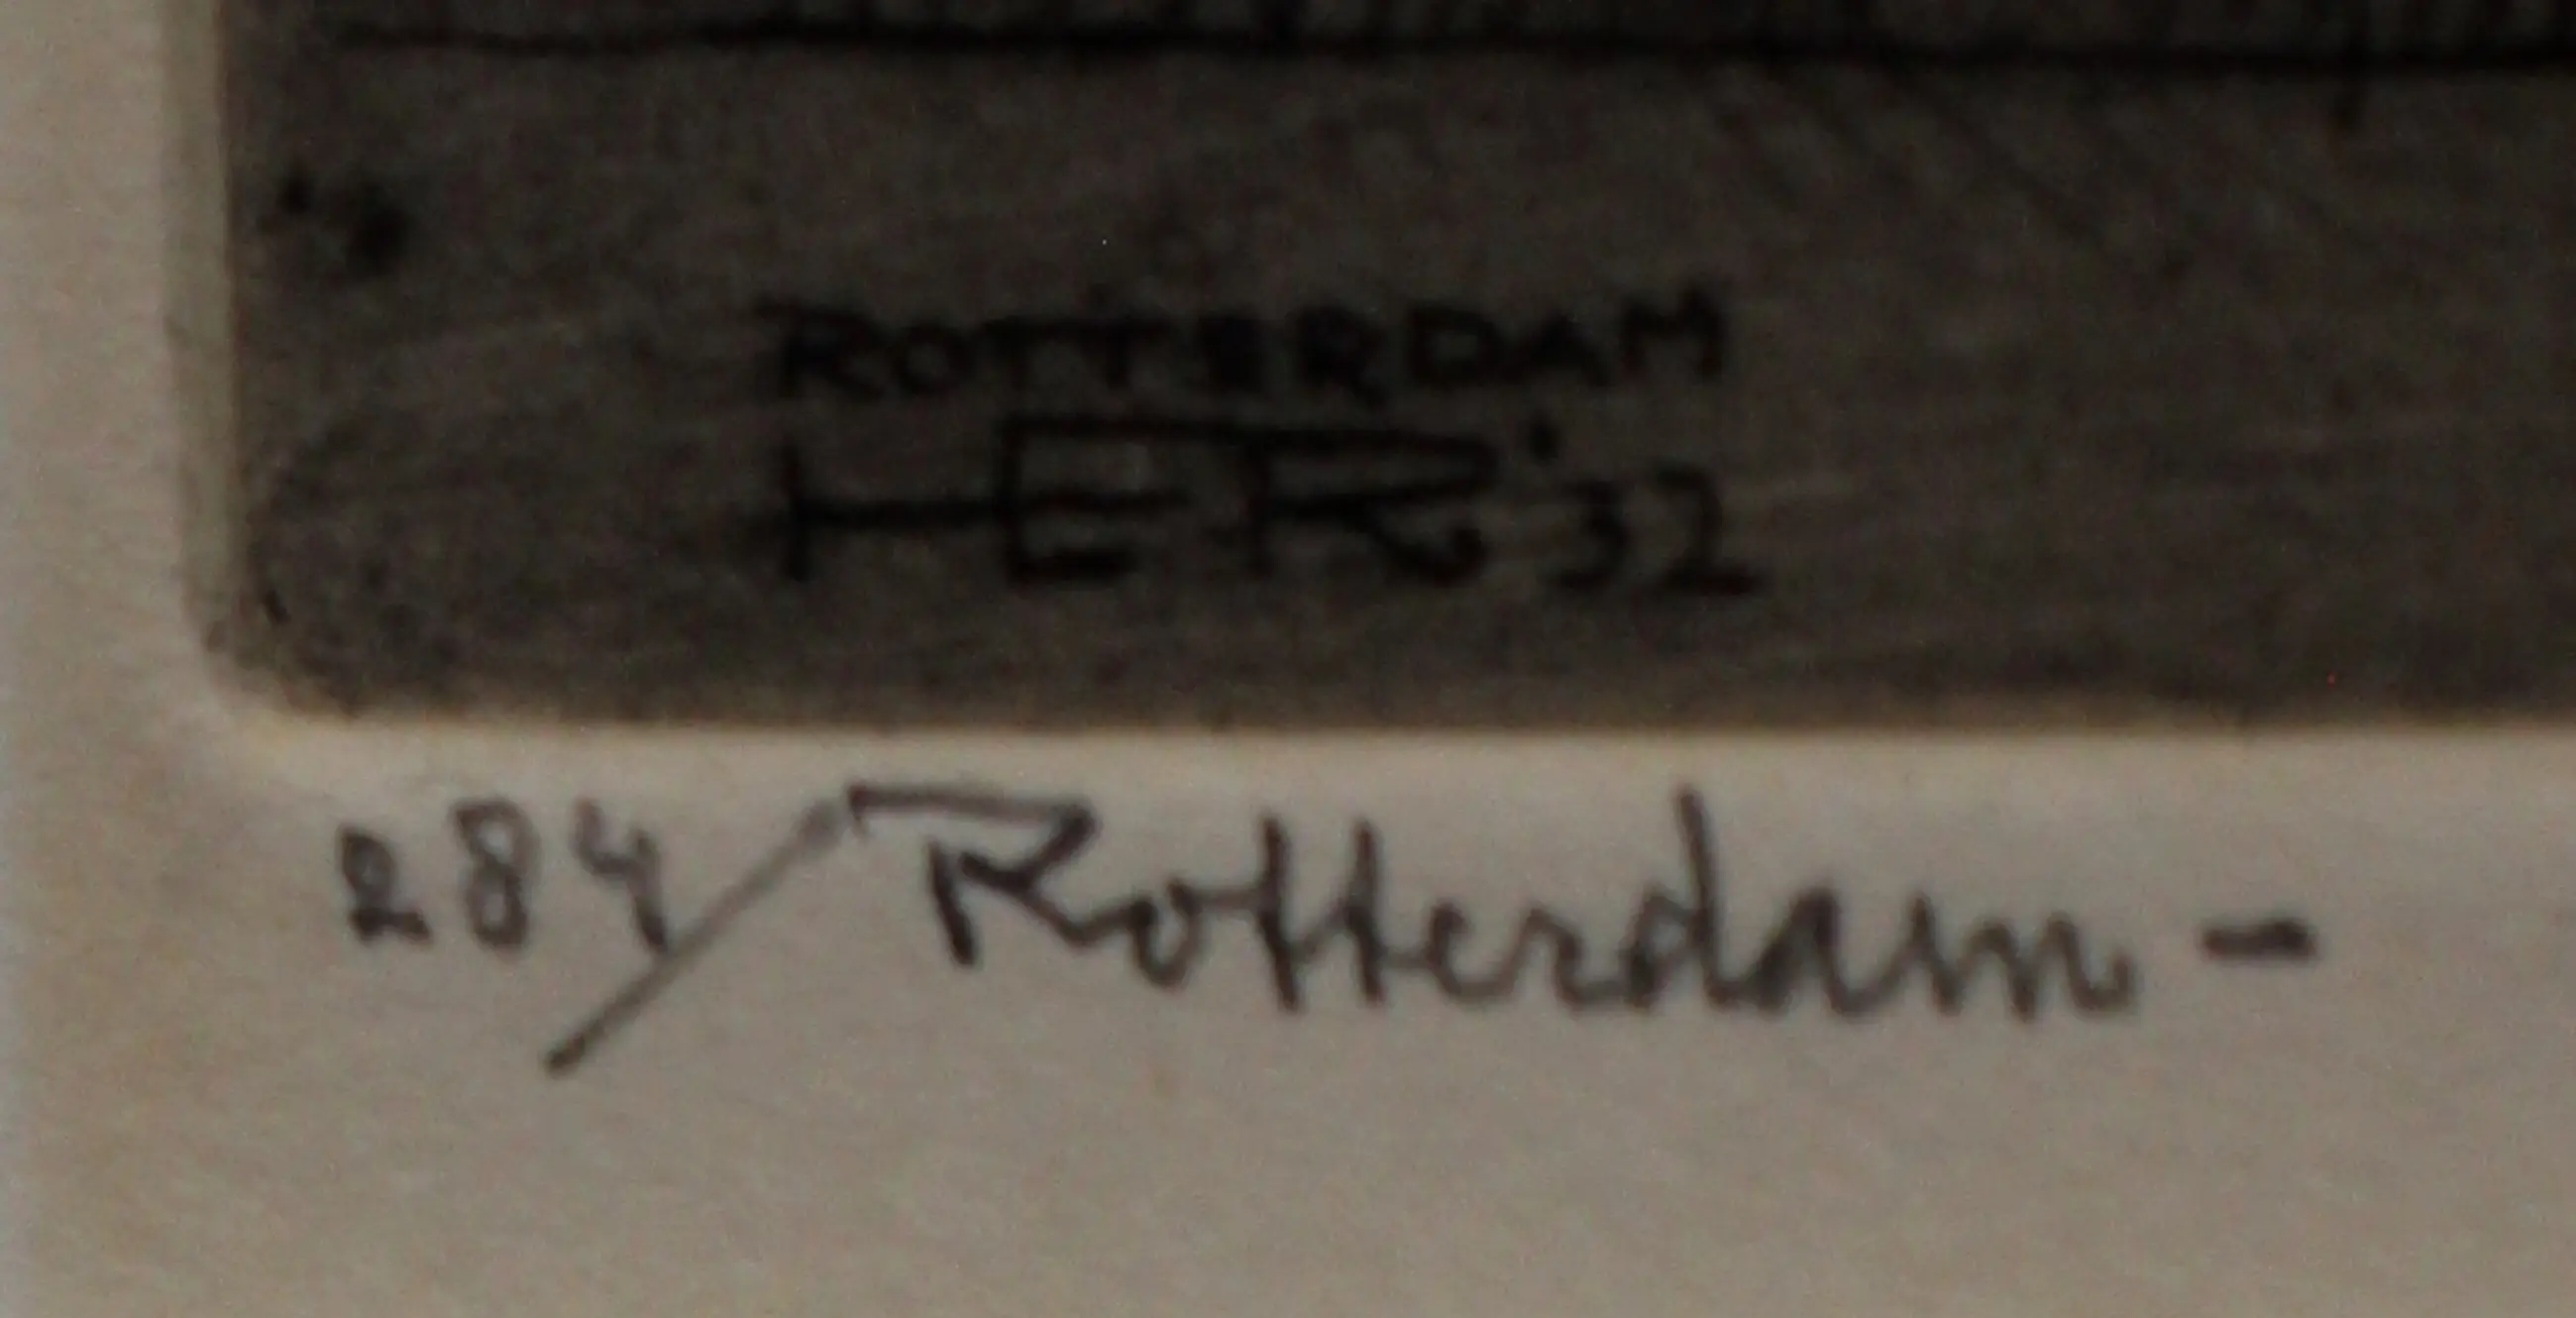 ROTTERDAM
HER '32
284/ Rotterdam -